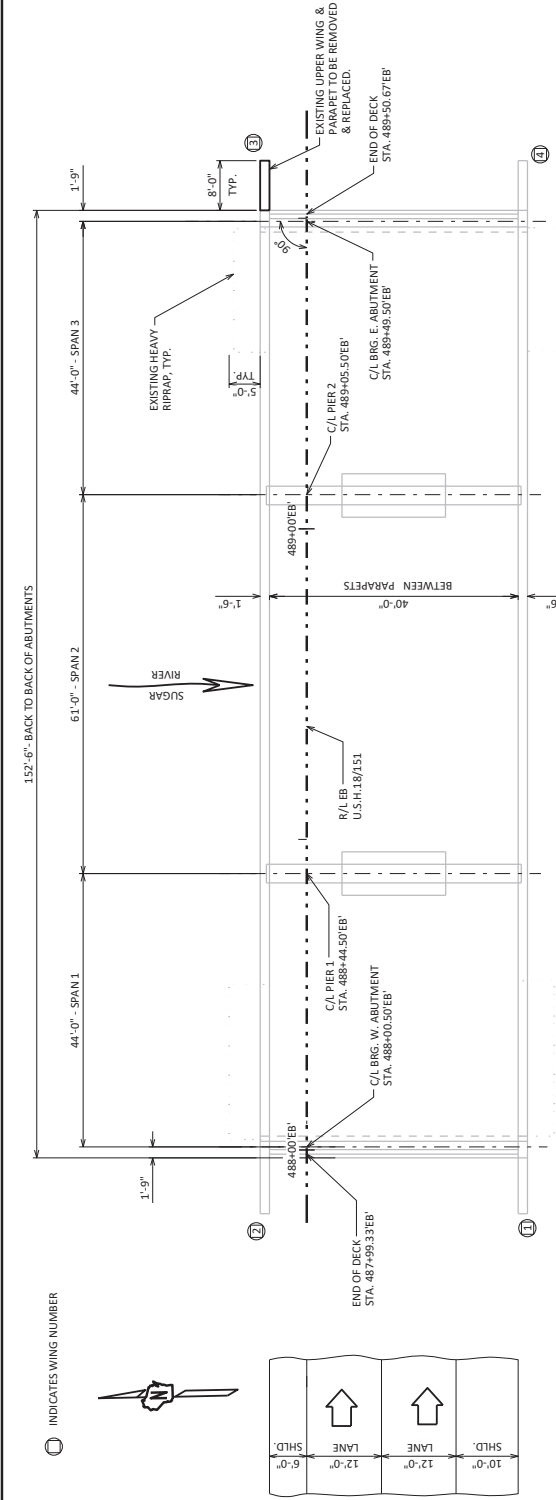 INDICATES WING NUMBER
N
6'-0"
SHLD.
12'-0"
LANE
12'-0"
LANE
10'-0"
SHLD.
152'-6" - BACK TO BACK OF ABUTMENTS
44'-0" - SPAN 1
61'-0" - SPAN 2
44'-0" - SPAN 3
1'-9"
1'-9"
8'-0"
TYP.
2
3
1
4
EXISTING UPPER WING &
PARAPET TO BE REMOVED
& REPLACED.
EXISTING HEAVY
RIPRAP, TYP.
5'-0"
TYP.
SUGAR
RIVER
1'-6"
40'-0"
BETWEEN PARAPETS
6"
90°
488+00'EB'
489+00'EB'
END OF DECK
STA. 487+99.33'EB'
C/L BRG. W. ABUTMENT
STA. 488+00.50'EB'
C/L PIER 1
STA. 488+44.50'EB'
R/L EB
U.S.H.18/151
C/L PIER 2
STA. 489+05.50'EB'
C/L BRG. E. ABUTMENT
STA. 489+49.50'EB'
END OF DECK
STA. 489+50.67'EB'